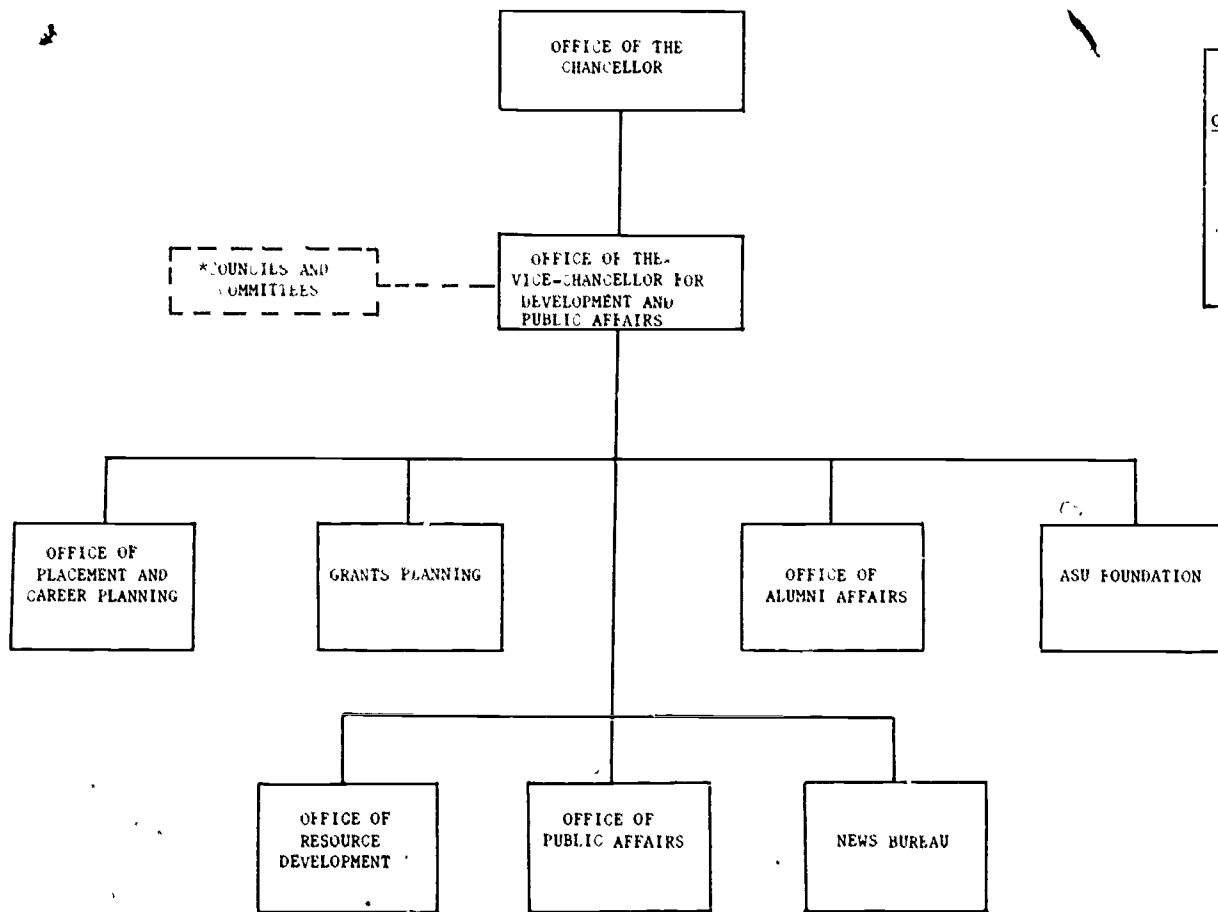 OFFICE OF THE
CHANCELLOR
*COUNCILS AND
COMMITTEES
OFFICE OF THE
VICE-CHANCELLOR FOR
DEVELOPMENT AND
PUBLIC AFFAIRS
OFFICE OF
PLACEMENT AND
CAREER PLANNING
GRANTS PLANNING
OFFICE OF
ALUMNI AFFAIRS
ASU FOUNDATION
OFFICE OF
RESOURCE
DEVELOPMENT
OFFICE OF
PUBLIC AFFAIRS
NEWS BUREAU